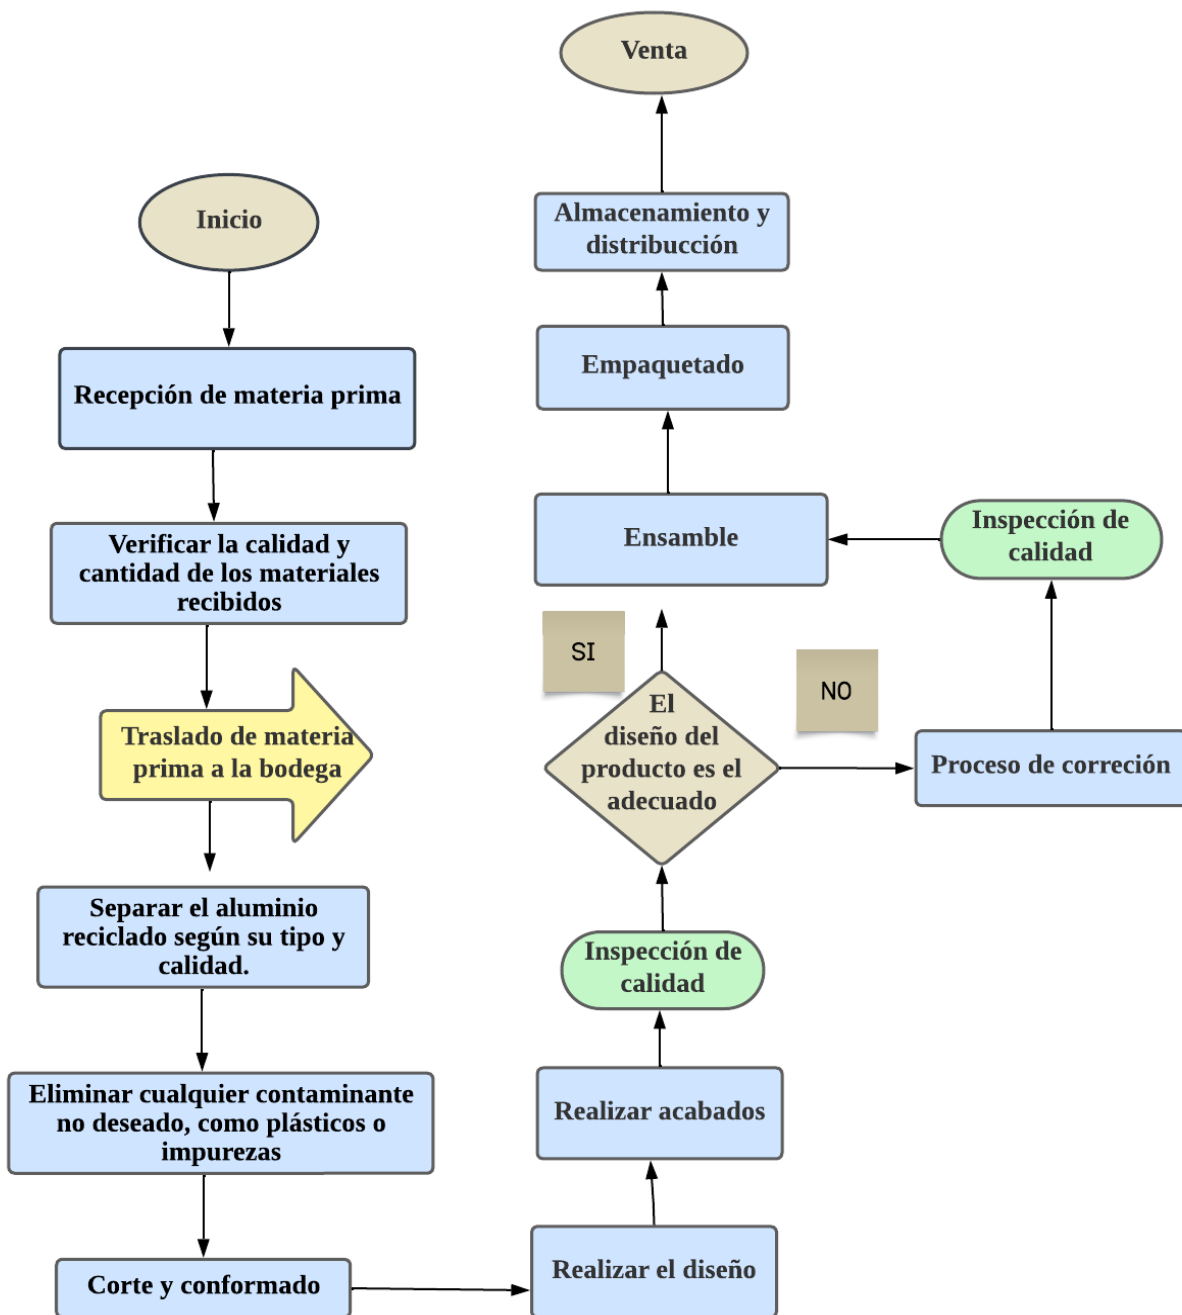 Inicio
Recepción de materia prima
Verificar la calidad y
cantidad de los materiales
recibidos
Traslado de materia
prima a la bodega
Separar el aluminio
reciclado según su tipo y
calidad.
Eliminar cualquier contaminante
no deseado, como plásticos o
impurezas
Corte y conformado
Realizar el diseño
Realizar acabados
Inspección de
calidad
El
diseño del
producto es el
adecuado
SI
NO
Proceso de correción
Inspección de
calidad
Ensamble
Empaquetado
Almacenamiento y
distribucción
Venta